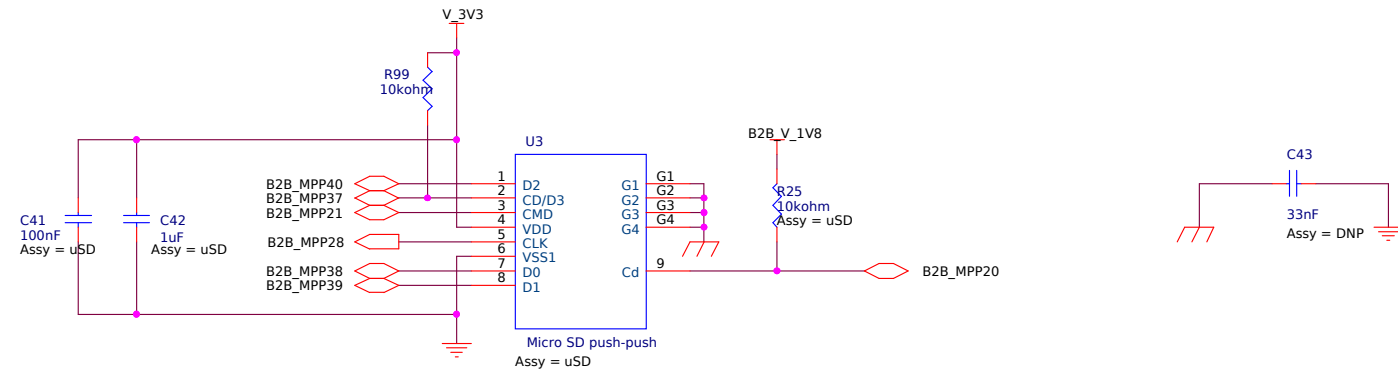 V_3V3
R99
10kohm
U3
B2B_V_1V8
C43
B2B_MPP40
1
D2
G1
G1
B2B_MPP37
2
CD/D3
G2
G2
R25
B2B_MPP21
3
CMD
G3
G3
10kohm
33nF
C41
C42
4
VDD
G4
G4
Assy = uSD
100nF
1uF
Assy = DNP
B2B_MPP28
5
CLK
Assy = uSD
Assy = uSD
6
VSS1
B2B_MPP38
7
D0
Cd
9
B2B_MPP20
B2B_MPP39
8
D1
Micro SD push-push
Assy = uSD